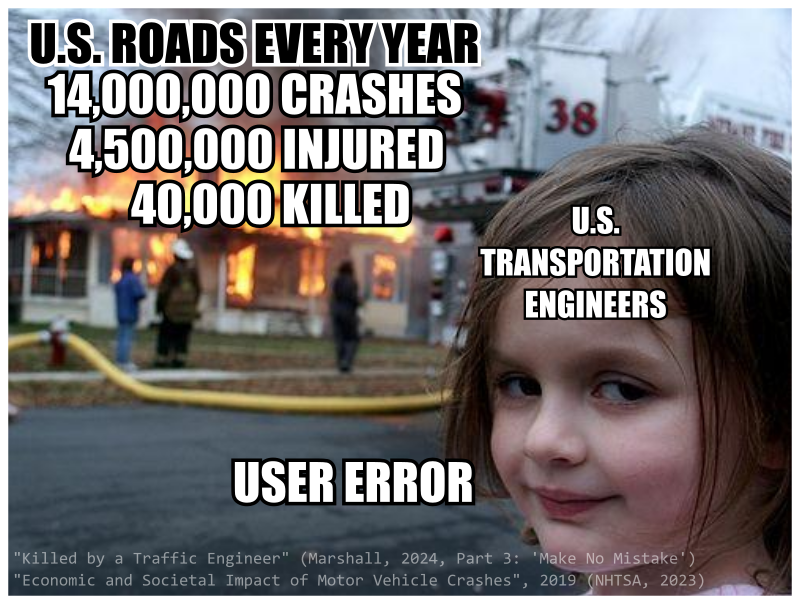 U.S. ROADS EVERY YEAR
14,000,000 CRASHES
4,500,000 INJURED
40,000 KILLED
38
U.S.
TRANSPORTATION
ENGINEERS
USER ERROR
"Killed by a Traffic Engineer" (Marshall, 2024, Part 3: 'Make No Mistake')
"Economic and Societal Impact of Motor Vehicle Crashes", 2019 (NHTSA, 2023)